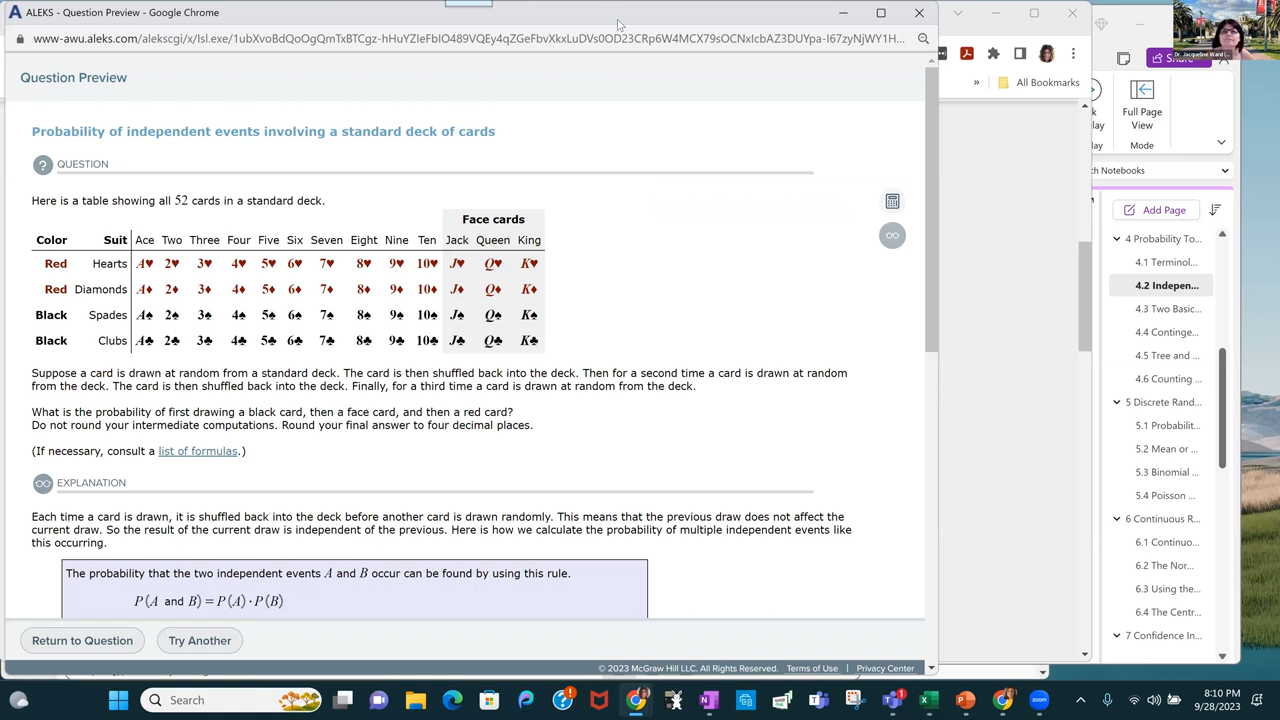 ALEKS - Question Preview - Google Chrome
Question Preview
Probability of independent events involving a standard deck of cards
? QUESTION
Here is a table showing all 52 cards in a standard deck.
Face cards
Color Suit Ace Two Three Four Five Six Seven Eight Nine Ten Jack Queen King
Red Hearts A♥ 2♥ 3♥ 4♥ 5♥ 6♥ 7♥ 8♥ 9♥ 10♥ J♥ Q♥ K♥
Red Diamonds A♦ 2♦ 3♦ 4♦ 5♦ 6♦ 7♦ 8♦ 9♦ 10♦ J♦ Q♦ K♦
Black Spades A♠ 2♠ 3♠ 4♠ 5♠ 6♠ 7♠ 8♠ 9♠ 10♠ J♠ Q♠ K♠
Black Clubs A♣ 2♣ 3♣ 4♣ 5♣ 6♣ 7♣ 8♣ 9♣ 10♣ J♣ Q♣ K♣
Suppose a card is drawn at random from a standard deck. The card is then shuffled back into the deck. Then for a second time a card is drawn at random
from the deck. The card is then shuffled back into the deck. Finally, for a third time a card is drawn at random from the deck.
What is the probability of first drawing a black card, then a face card, and then a red card?
Do not round your intermediate computations. Round your final answer to four decimal places.
(If necessary, consult a list of formulas.)
EXPLANATION
Each time a card is drawn, it is shuffled back into the deck before another card is drawn randomly. This means that the previous draw does not affect the
current draw. So the result of the current draw is independent of the previous. Here is how we calculate the probability of multiple independent events like
this occurring.
The probability that the two independent events A and B occur can be found by using this rule.
P(A and B) = P(A) · P(B)
Return to Question Try Another
© 2023 McGraw Hill LLC. All Rights Reserved. Terms of Use Privacy Center
» All Bookmarks
Dr. Jacqueline Ward
Share
Full Page
View
Mode
Notebooks
Add Page
4 Probability To...
4.1 Terminol...
4.2 Indepen...
4.3 Two Basic...
4.4 Continge...
4.5 Tree and ...
4.6 Counting ...
5 Discrete Rand...
5.1 Probabilit...
5.2 Mean or ...
5.3 Binomial ...
5.4 Poisson ...
6 Continuous R...
6.1 Continuo...
6.2 The Nor...
6.3 Using the...
6.4 The Centr...
7 Confidence In...
Search
8:10 PM
9/28/2023